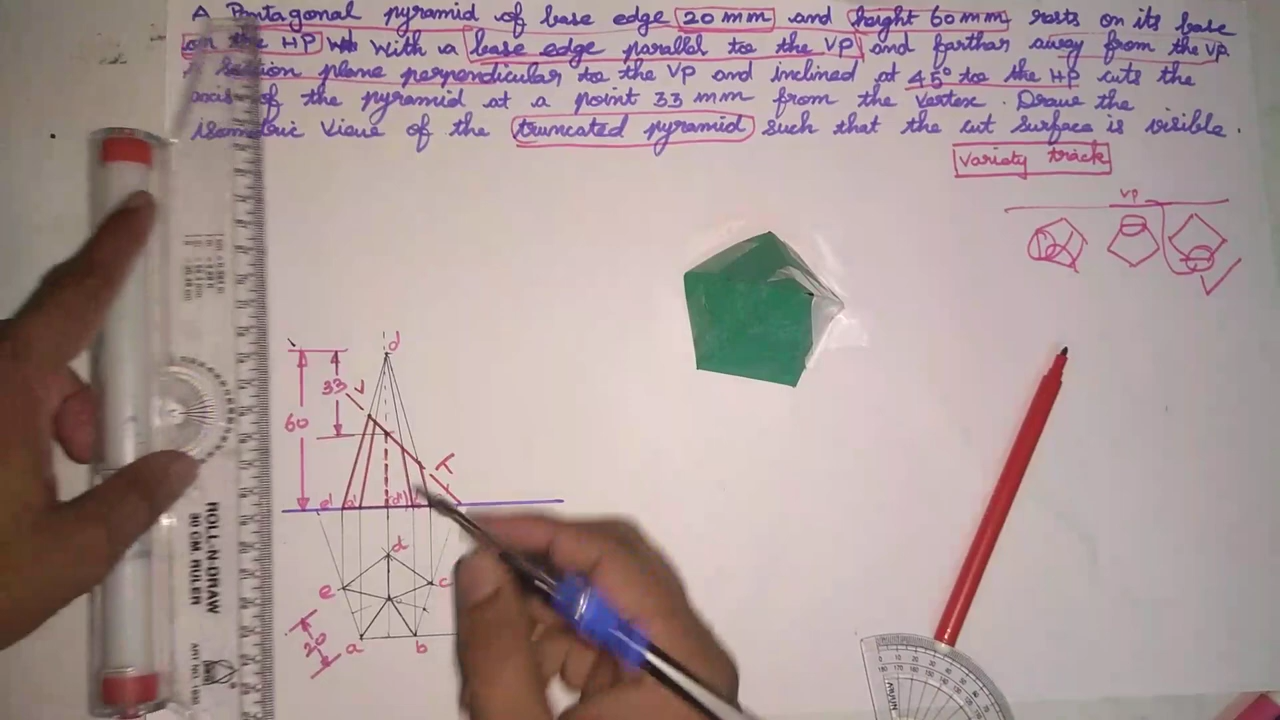 A Pentagonal pyramid of base edge 20 mm and height 60 mm rests on its base
on the HP with a base edge parallel to the VP and farther away from the VP
section plane perpendicular to the VP and inclined at 45° to the HP cuts the
axis of the pyramid at a point 33 mm from the vertex. Draw the
isometric view of the truncated pyramid such that the cut surface is visible.
Variety track
VP
33
60
e' a' (d')
d
e
c
20
a b
ROLL-N-DRAW
30 CM. RULER